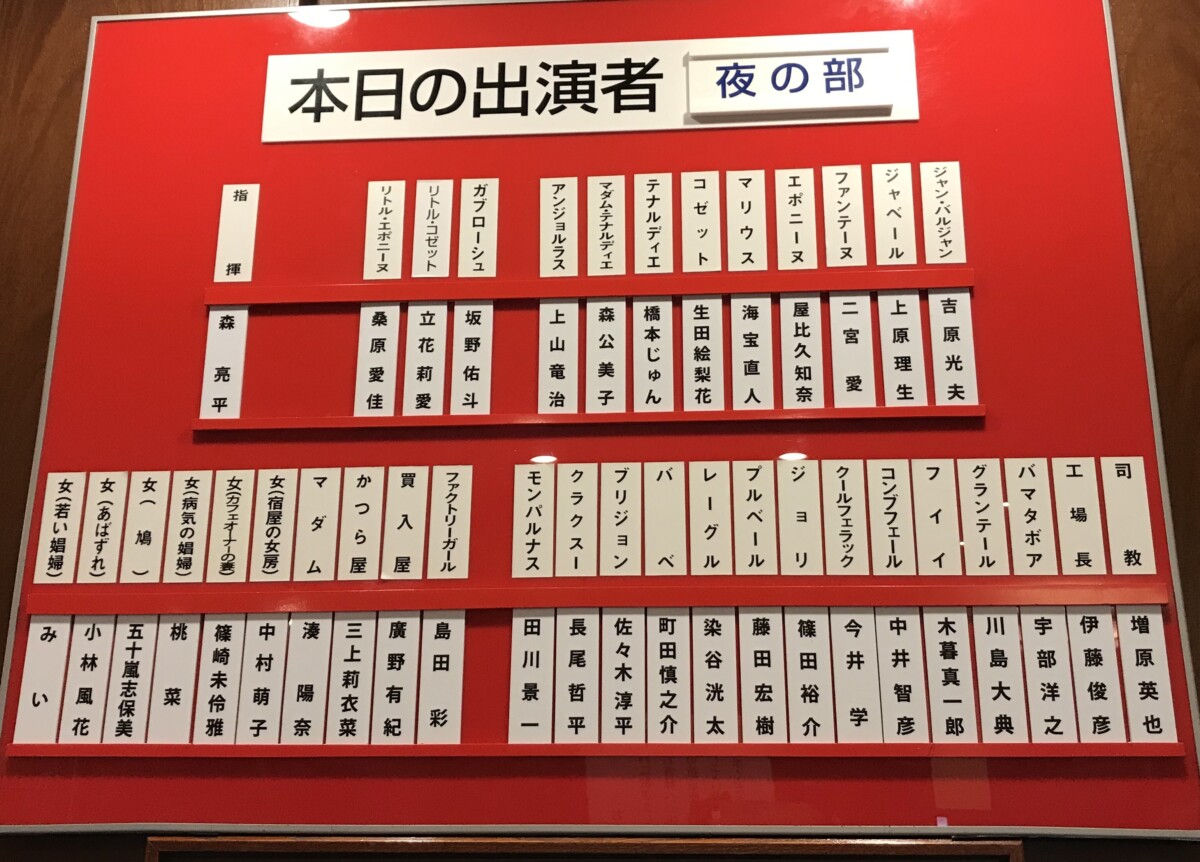 本日の出演者
夜の部
ジャン・バルジャン
吉原光夫
ジャベール
上原理生
ファンテーヌ
二宮愛
エポニーヌ
屋比久知奈
マリウス
海宝直人
コゼット
生田絵梨花
テナルディエ
橋本じゅん
マダム・テナルディエ
森公美子
アンジョルラス
上山竜治
ガブローシュ
坂野佑斗
リトル・コゼット
立花莉愛
リトル・エポニーヌ
桑原愛佳
指揮
森亮平
司教
増原英也
工場長
伊藤俊彦
バマタボア
宇部洋之
グランテール
川島大典
フイイ
木暮真一郎
コンブフェール
中井智彦
クールフェラック
今井学
ジョリ
篠田裕介
プルベール
藤田宏樹
レーグル
染谷洸太
バベ
町田慎之介
ブリジョン
佐々木淳平
クラクスー
長尾哲平
モンパルナス
田川景一
ファクトリーガール
島田彩
買入屋
廣野有紀
かつら屋
三上莉衣菜
マダム
湊陽奈
女(宿屋の女房)
中村萌子
女(カフェオーナーの妻)
篠崎未伶雅
女(病気の娼婦)
桃菜
女(鳩)
五十嵐志保美
女(あばずれ)
小林風花
女(若い娼婦)
みい